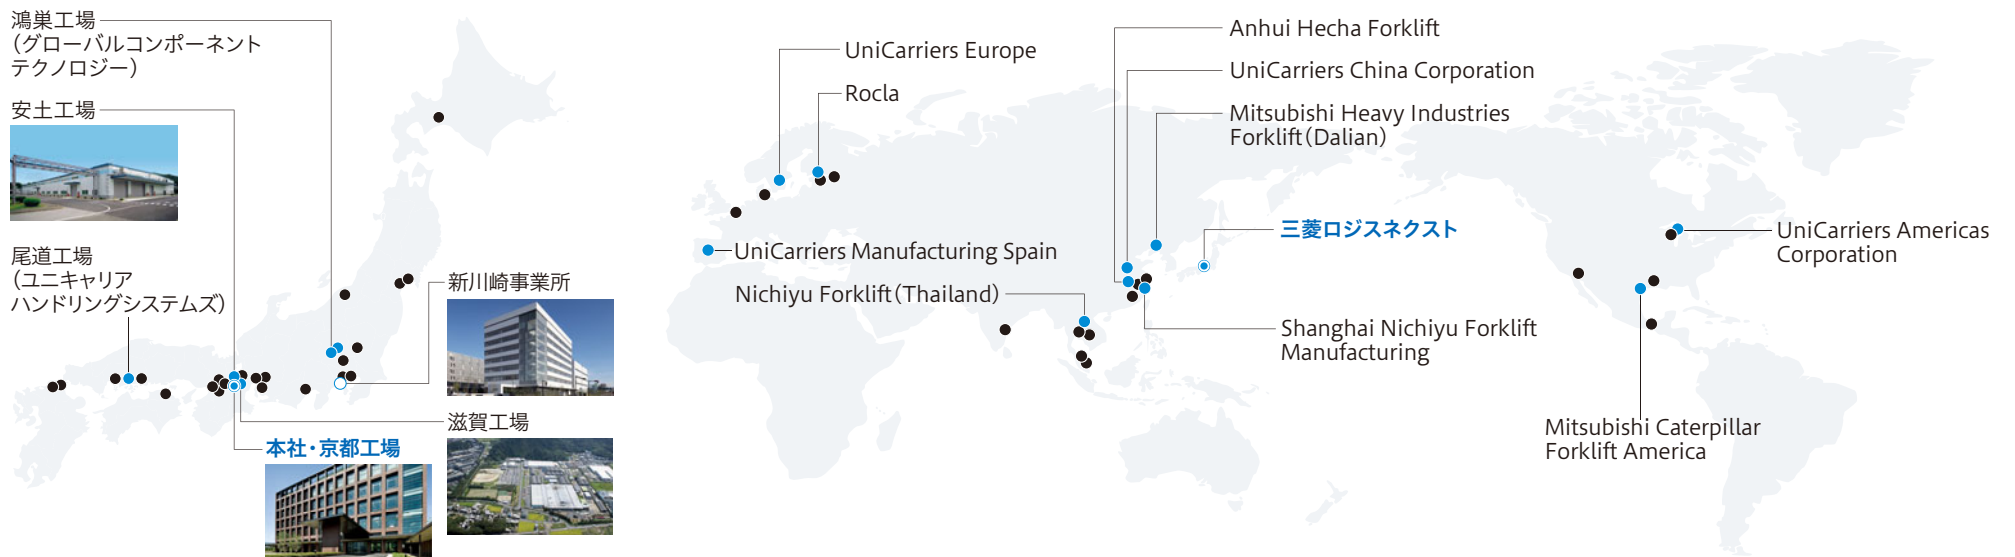 鴻巣工場
(グローバルコンポーネント
テクノロジー)
安土工場
尾道工場
(ユニキャリア
ハンドリングシステムズ)
新川崎事業所
滋賀工場
本社・京都工場
UniCarriers Europe
Rocla
UniCarriers Manufacturing Spain
Nichiyu Forklift(Thailand)
Anhui Hecha Forklift
UniCarriers China Corporation
Mitsubishi Heavy Industries
Forklift(Dalian)
三菱ロジスネクスト
Shanghai Nichiyu Forklift
Manufacturing
UniCarriers Americas
Corporation
Mitsubishi Caterpillar
Forklift America